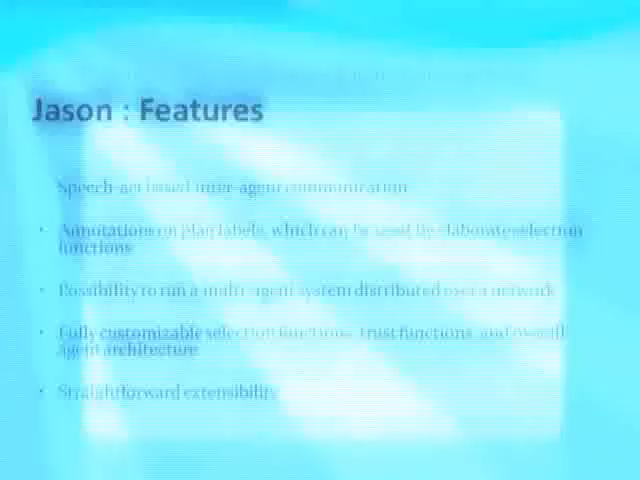 Jason : Features
Speech-act based inter-agent communication
• Annotations on plan labels, which can be used by elaborate selection
functions
• Possibility to run a multi-agent system distributed over a network
• Fully customizable selection functions, trust functions, and overall
agent architecture
• Straightforward extensibility